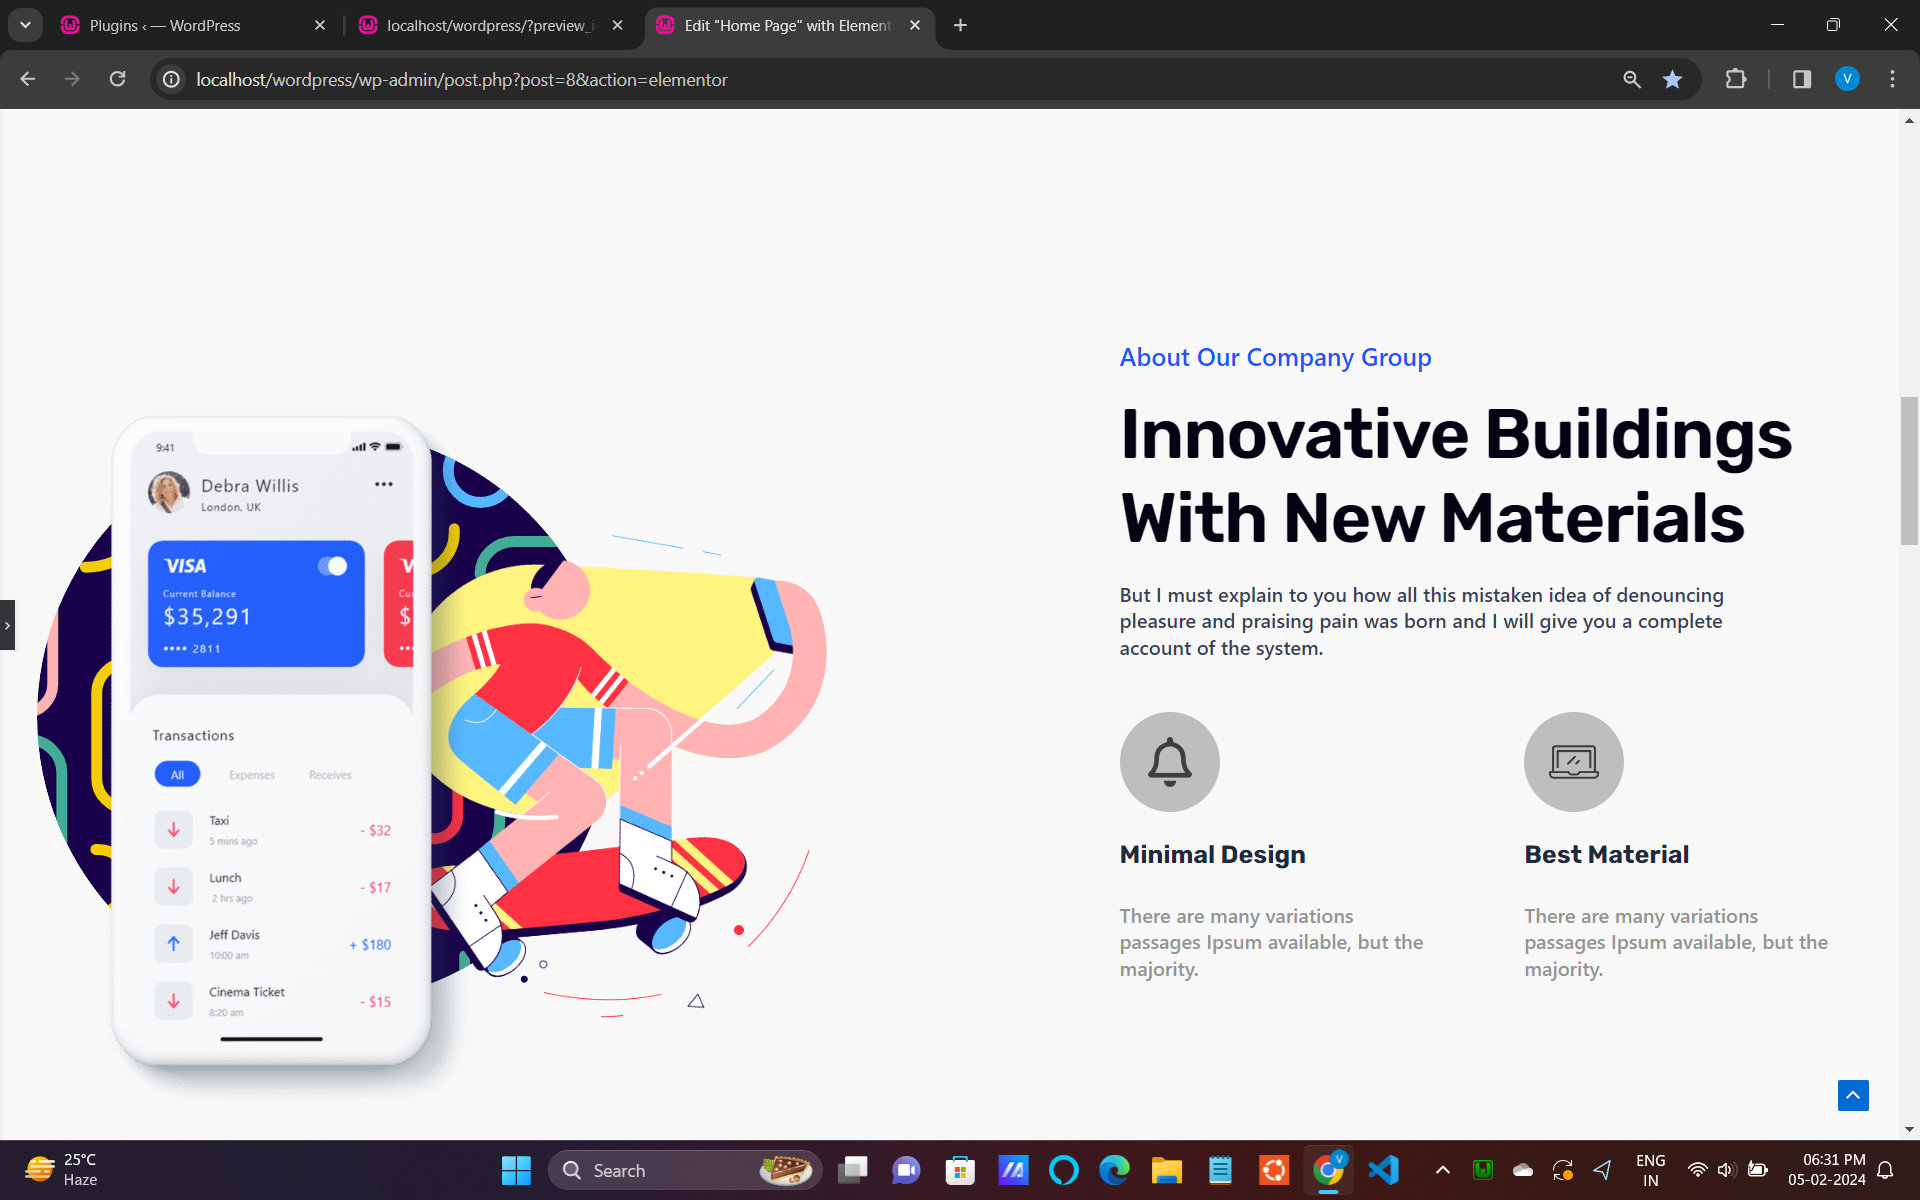 Plugins ‹ — WordPress
localhost/wordpress/?preview_i
Edit "Home Page" with Element
localhost/wordpress/wp-admin/post.php?post=8&action=elementor
V
About Our Company Group
Innovative Buildings
With New Materials
But I must explain to you how all this mistaken idea of denouncing
pleasure and praising pain was born and I will give you a complete
account of the system.
Minimal Design
There are many variations
passages Ipsum available, but the
majority.
Best Material
There are many variations
passages Ipsum available, but the
majority.
9:41
Debra Willis
London, UK
VISA
Current Balance
$35,291
•••• 2811
V
Cu
$
••
Transactions
All
Expenses
Receives
Taxi
5 mins ago
- $32
Lunch
2 hrs ago
- $17
Jeff Davis
10:00 am
+ $180
Cinema Ticket
8:20 am
- $15
25°C
Haze
Search
V
ENG
IN
06:31 PM
05-02-2024